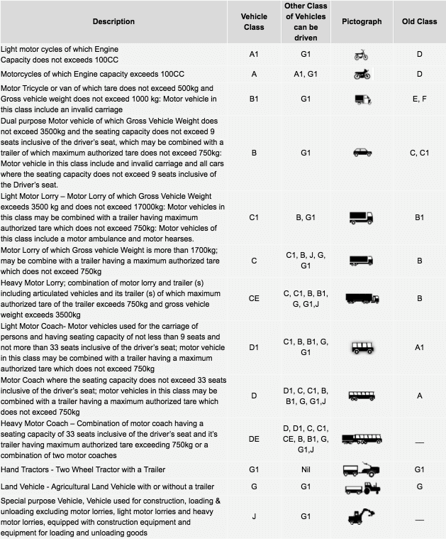 Description
Vehicle
Class
Other Class
of Vehicles
can be
driven
Pictograph
Old Class
Light motor cycles of which Engine
Capacity does not exceeds 100CC
A1
G1
D
Motorcycles of which Engine capacity exceeds 100CC
A
A1, G1
D
Motor Tricycle or van of which tare does not exceed 500kg and
Gross vehicle weight does not exceed 1000 kg: Motor vehicle in
this class include an invalid carriage
B1
G1
E, F
Dual purpose Motor vehicle of which Gross Vehicle Weight does
not exceed 3500kg and the seating capacity does not exceed 9
seats inclusive of the driver's seat, which may be combined with a
trailer of which maximum authorized tare does not exceed 750kg:
Motor vehicle in this class include and invalid carriage and all cars
where the seating capacity does not exceed 9 seats inclusive of
the Driver's seat.
B
G1
C, C1
Light Motor Lorry – Motor Lorry of which Gross Vehicle Weight
exceeds 3500 kg and does not exceed 17000kg: Motor vehicles in
this class may be combined with a trailer having maximum
authorized tare which does not exceed 750kg: Motor vehicles of
this class include a motor ambulance and motor hearses.
C1
B, G1
B1
Motor Lorry of which Gross vehicle Weight is more than 1700kg;
may be combine with a trailer having a maximum authorized tare
which does not exceed 750kg
C
C1, B, J, G,
G1
B
Heavy Motor Lorry; combination of motor lorry and trailer (s)
including articulated vehicles and its trailer (s) of which maximum
authorized tare of the trailer exceeds 750kg and gross vehicle
weight exceeds 3500kg
CE
C, C1, B, B1,
G, G1,J
B
Light Motor Coach- Motor vehicles used for the carriage of
persons and having seating capacity of not less than 9 seats and
not more than 33 seats inclusive of the driver's seat; motor vehicle
in this class may be combined with a trailer having a maximum
authorized tare which does not exceed 750kg
D1
C1, B, B1, G,
G1
A1
Motor Coach where the seating capacity does not exceed 33 seats
inclusive of the driver's seat; motor vehicles in this class may be
combined with a trailer having a maximum authorized tare which
does not exceed 750kg
D
D1, C, C1, B,
B1, G, G1,J
A
Heavy Motor Coach – Combination of motor coach having a
seating capacity of 33 seats inclusive of the driver's seat and it's
trailer having maximum authorized tare exceeding 750kg or a
combination of two motor coaches
DE
D, D1, C, C1,
CE, B, B1, G,
G1,J
__
Hand Tractors - Two Wheel Tractor with a Trailer
G1
Nil
G1
Land Vehicle - Agricultural Land Vehicle with or without a trailer
G
G1
G
Special purpose Vehicle, Vehicle used for construction, loading &
unloading excluding motor lorries, light motor lorries and heavy
motor lorries, equipped with construction equipment and
equipment for loading and unloading goods
J
G1
__